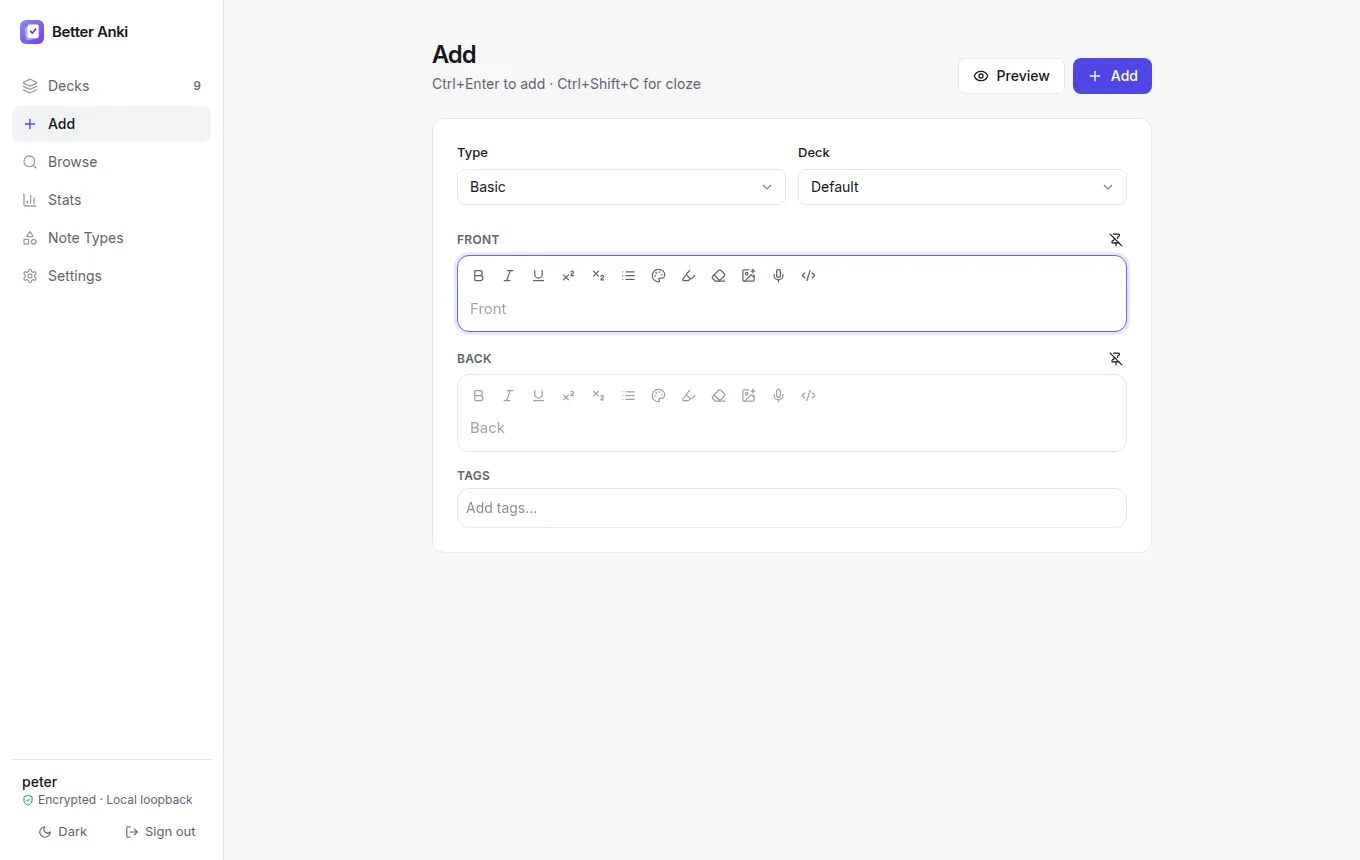 Better Anki
Decks 9
Add
Browse
Stats
Note Types
Settings
peter
Encrypted · Local loopback
Dark Sign out
Add
Ctrl+Enter to add · Ctrl+Shift+C for cloze
Preview
Add
Type Deck
Basic Default
FRONT
Front
BACK
Back
TAGS
Add tags...